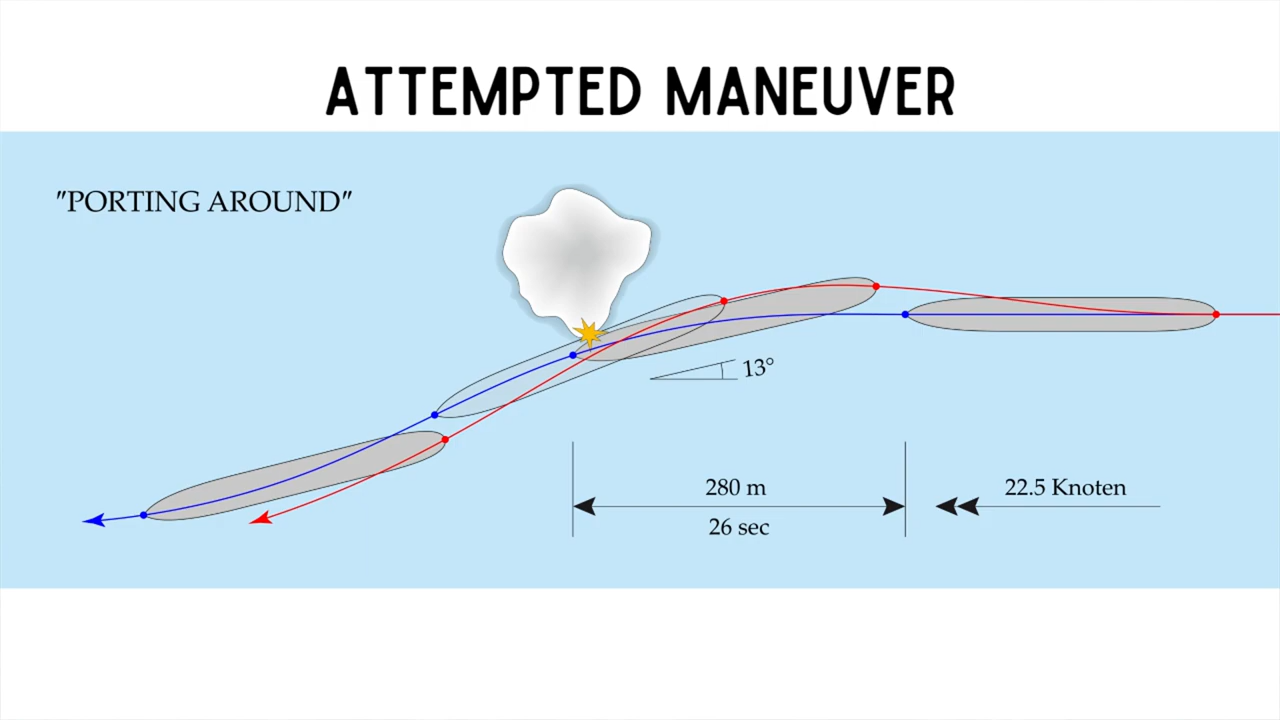 ATTEMPTED MANEUVER
"PORTING AROUND"
13°
280 m
22.5 Knoten
26 sec